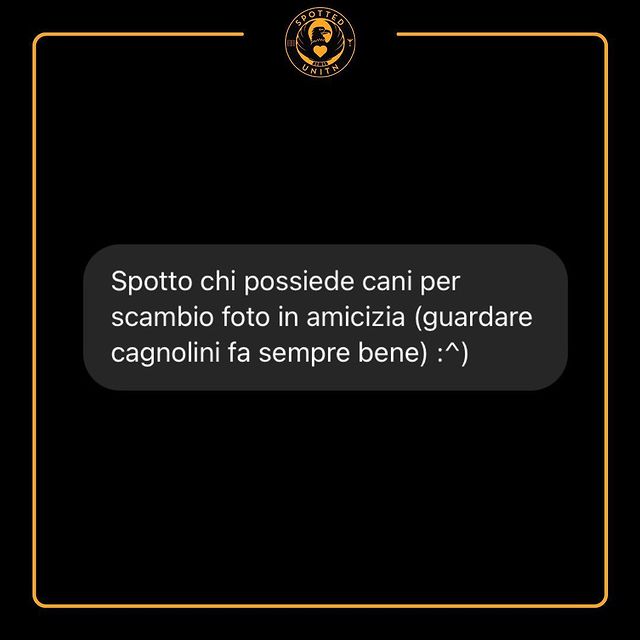 SPOTTED
UNITN
Spotto chi possiede cani per
scambio foto in amicizia (guardare
cagnolini fa sempre bene) :^)